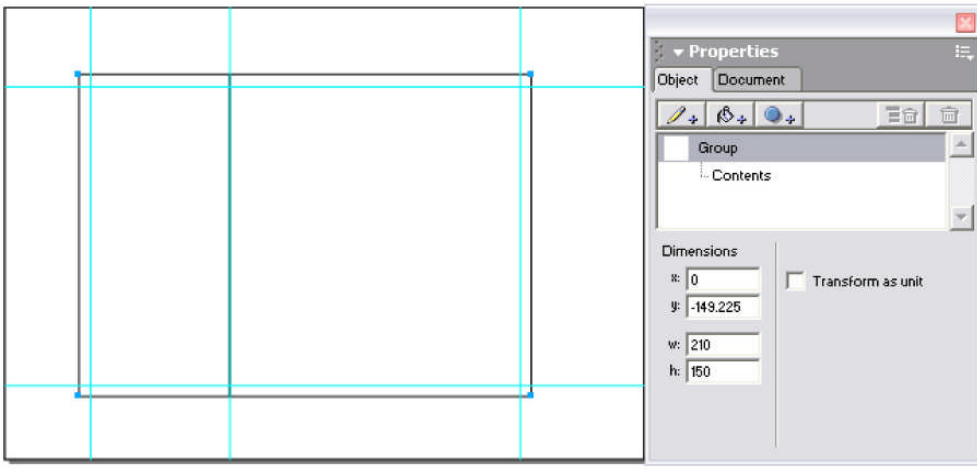 Properties
Object Document
Group
Contents
Dimensions
x: 0
y: -149.225
w: 210
h: 150
Transform as unit